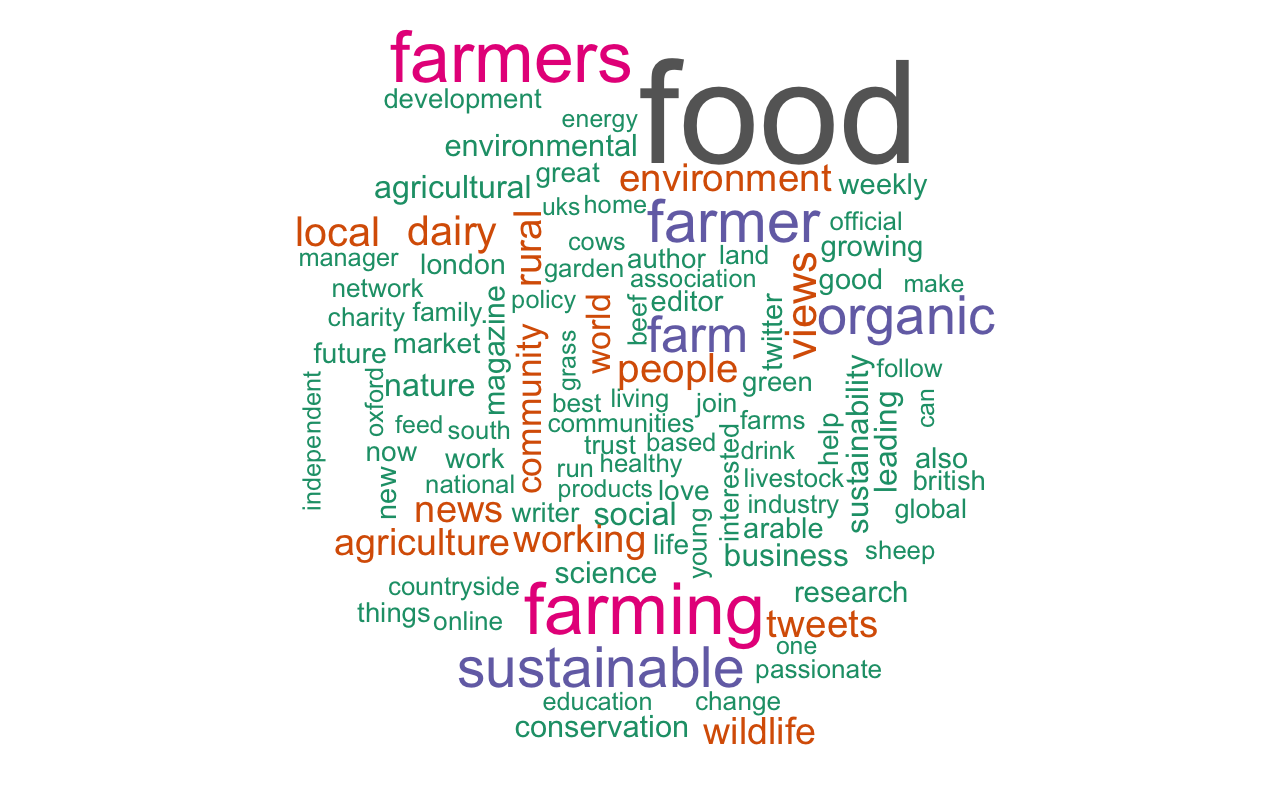 farmers
food
development
energy
environmental
great
environment
weekly
agricultural
uks
home
farmer
official
local
dairy
rural
cows
author
land
growing
manager
london
garden
association
views
good
make
network
policy
world
beef
editor
twitter
organic
charity
family.
magazine
farm
future
market
community
grass
people
green
sustainability
follow
independent
oxford
nature
best
living
join
leading
can
feed
south
communities
farms
help
now
work
trust
based
interested
drink
also
new
national
run
healthy
livestock
british
products
love
industry
global
news
writer
social
young
arable
agriculture
working
life
business
sheep
science
countryside
farming
research
things
online
tweets
one
sustainable
passionate
education
change
conservation
wildlife